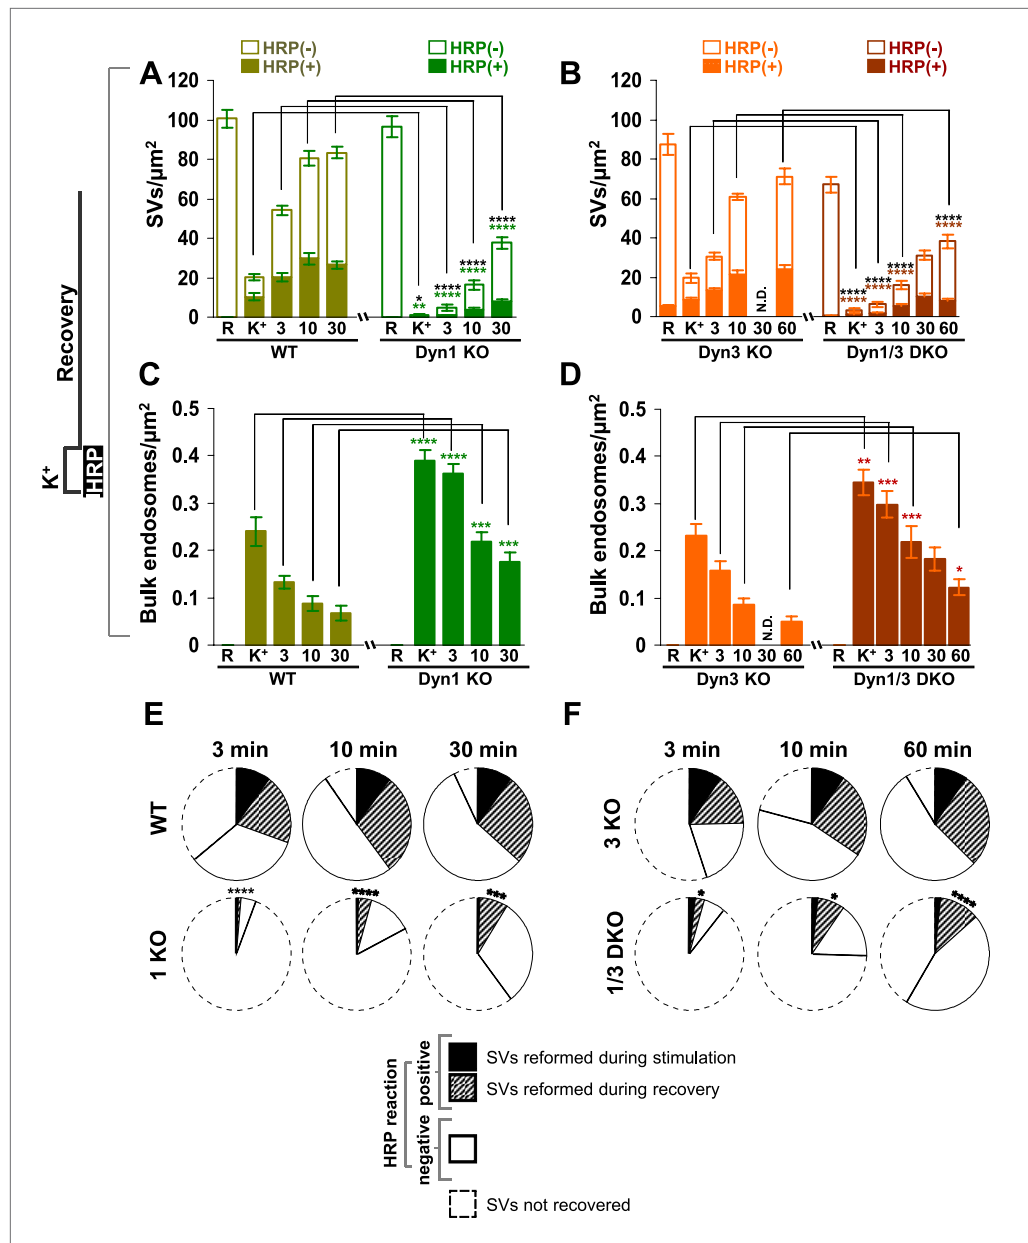 A
HRP(-)
HRP(+)
HRP(-)
HRP(+)
SVs/µm²
120
100
80
60
40
20
0
*
**
****
****
****
****
****
****
R K⁺ 3 10 30
R K⁺ 3 10 30
WT
Dyn1 KO
B
HRP(-)
HRP(+)
HRP(-)
HRP(+)
SVs/µm²
120
100
80
60
40
20
0
N.D.
****
****
****
****
****
****
****
****
R K⁺ 3 10 30 60
R K⁺ 3 10 30 60
Dyn3 KO
Dyn1/3 DKO
Recovery
K⁺
HRP
C
Bulk endosomes/µm²
0.5
0.4
0.3
0.2
0.1
0
****
****
***
***
R K⁺ 3 10 30
R K⁺ 3 10 30
WT
Dyn1 KO
D
Bulk endosomes/µm²
0.5
0.4
0.3
0.2
0.1
0
N.D.
**
***
***
*
R K⁺ 3 10 30 60
R K⁺ 3 10 30 60
Dyn3 KO
Dyn1/3 DKO
E
3 min 10 min 30 min
WT
1 KO
****
****
***
F
3 min 10 min 60 min
3 KO
1/3 DKO
*
*
****
HRP reaction
positive
SVs reformed during stimulation
SVs reformed during recovery
negative
SVs not recovered